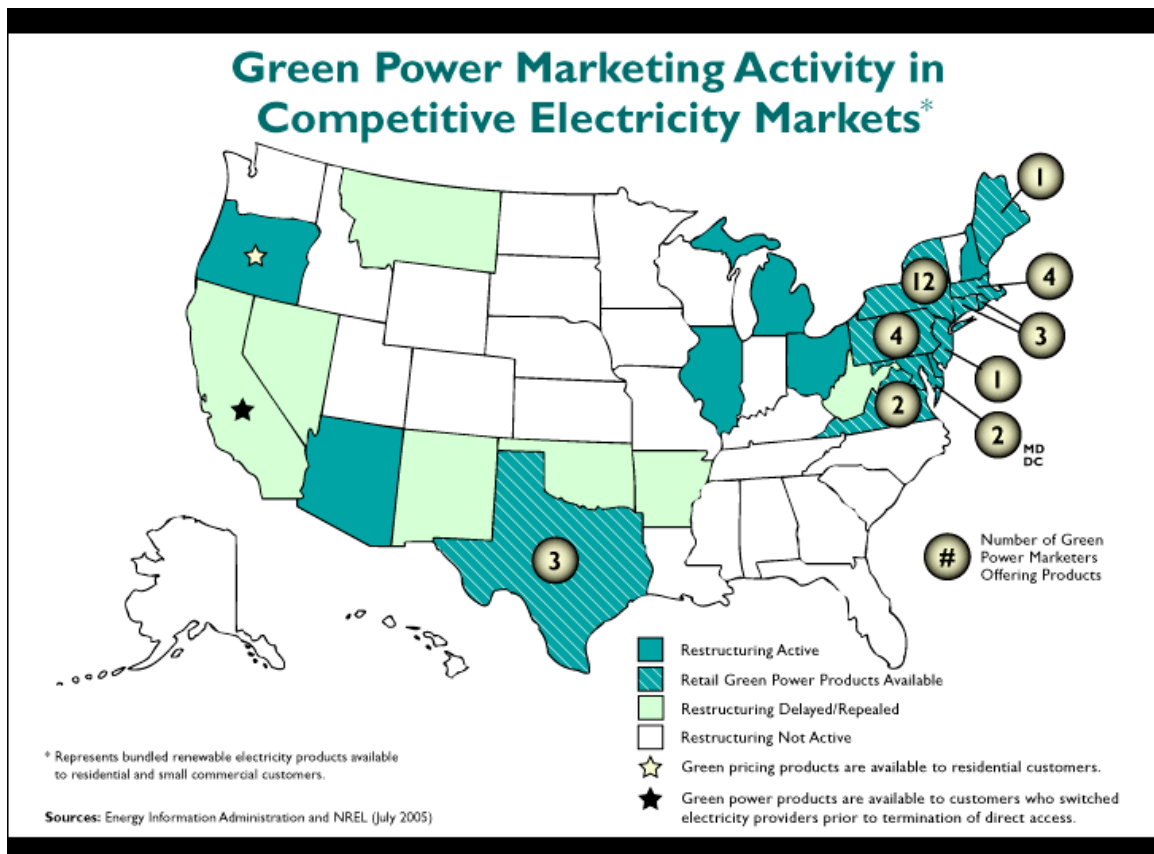 Green Power Marketing Activity in
Competitive Electricity Markets*
1
12
4
3
4
1
2
2
MD
DC
3
#
Number of Green
Power Marketers
Offering Products
Restructuring Active
Retail Green Power Products Available
Restructuring Delayed/Repealed
Restructuring Not Active
Green pricing products are available to residential customers.
Green power products are available to customers who switched
electricity providers prior to termination of direct access.
* Represents bundled renewable electricity products available
to residential and small commercial customers.
Sources: Energy Information Administration and NREL (July 2005)